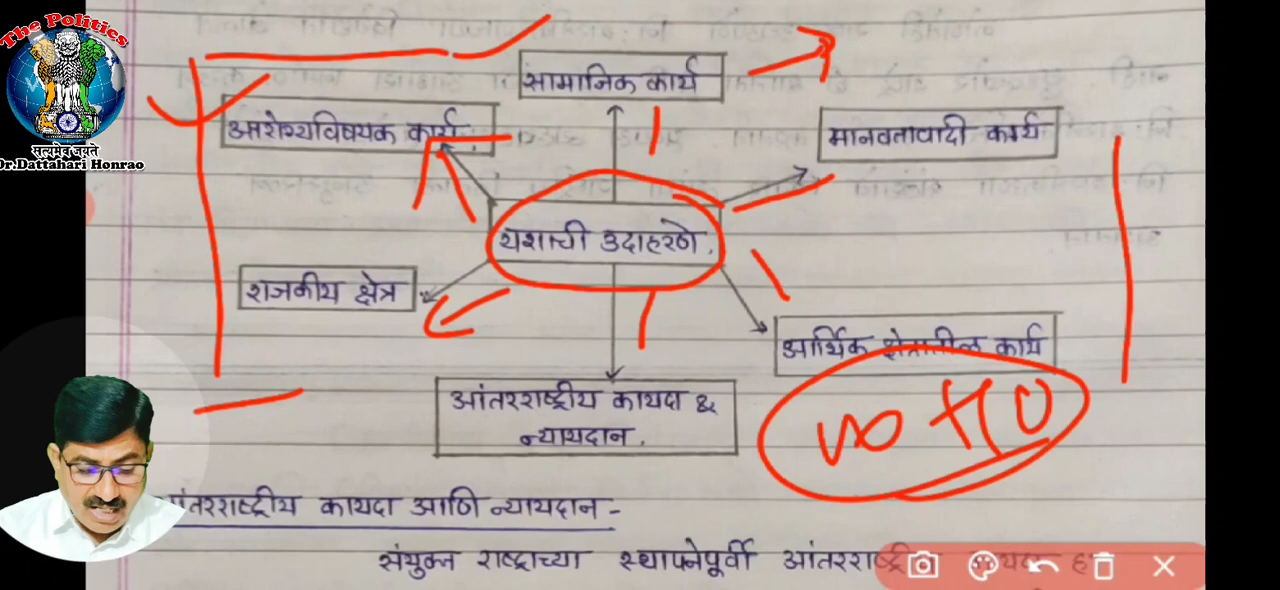 The Politics
सत्यमेव जयते
Dr.Dattahari Honrao
सामानिक कार्य
आरोग्यविषयक कार्य.
मानवतावादी कार्य
यशाची उदाहरणे.
राजकीय क्षेत्र
आर्थिक क्षेत्रातील कार्य
आंतरराष्ट्रीय कायदा &
न्यायदान.
आंतरराष्ट्रीय कायदा आणि न्यायदान -
संयुक्त राष्ट्राच्या स्थापनेपूर्वी